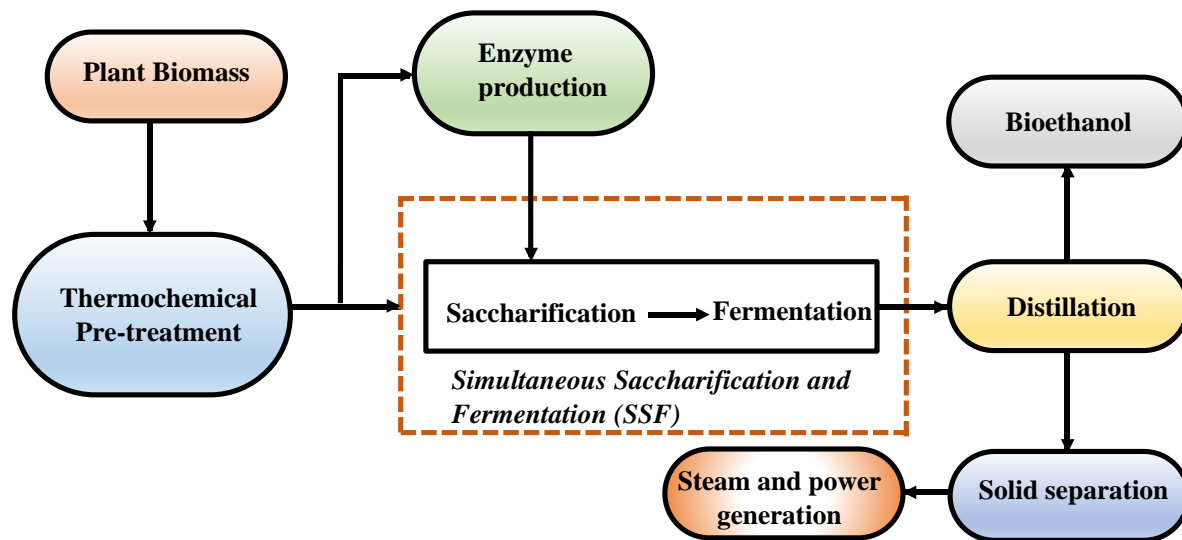 Plant Biomass
Enzyme
production
Bioethanol
Thermochemical
Pre-treatment
Saccharification
Fermentation
Distillation
Simultaneous Saccharification and
Fermentation (SSF)
Steam and power
generation
Solid separation